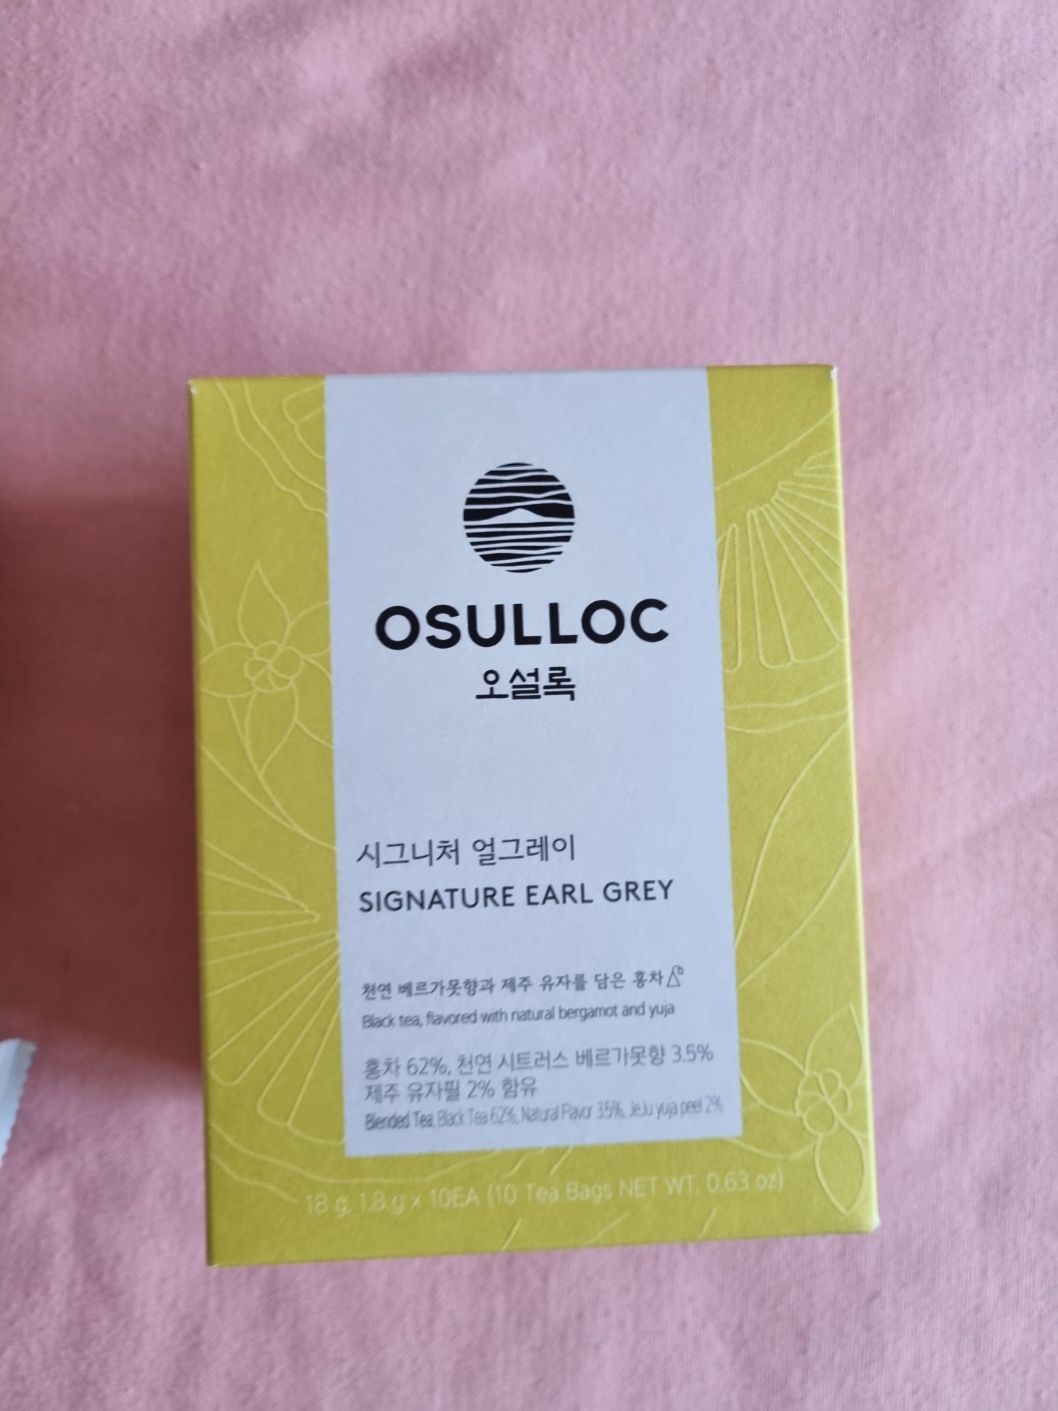 OSULLOC
오설록
시그니처 얼그레이
SIGNATURE EARL GREY
천연 베르가못향과 제주 유자를 담은 홍차
Black tea, flavored with natural bergamot and yuja
홍차 62%, 천연 시트러스 베르가못향 3.5%
제주 유자필 2% 함유
Blended Tea, Black Tea 62%, Natural Flavor 3.5%, JeJu yuja peel 2%
18 g, 1.8 g x 10EA (10 Tea Bags NET WT. 0.63 oz)